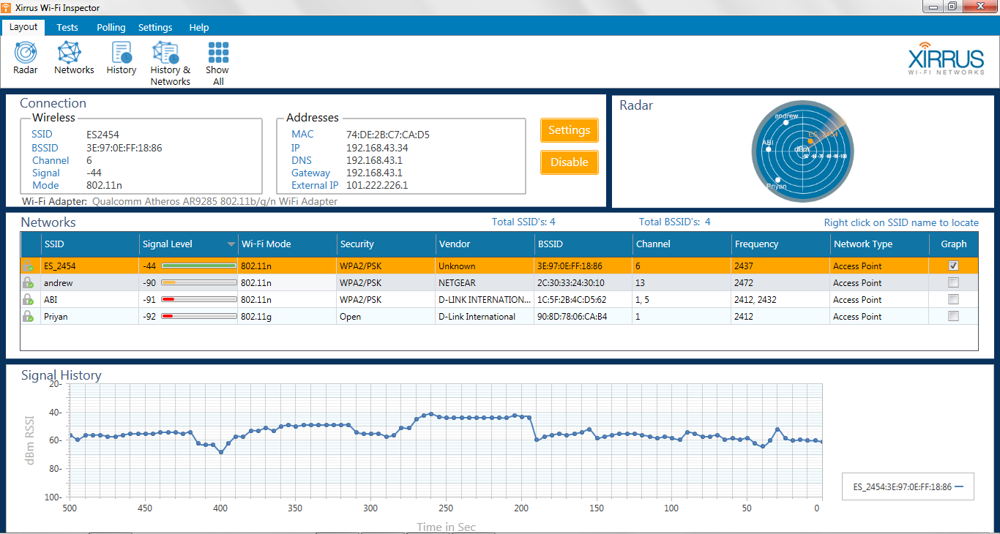 Xirrus Wi-Fi Inspector
Layout Tests Polling Settings Help
Radar Networks History History & Networks Show All
XIRRUS
WI-FI NETWORKS
Connection
Wireless
SSID ES2454
BSSID 3E:97:0E:FF:18:86
Channel 6
Signal -44
Mode 802.11n
Addresses
MAC 74:DE:2B:C7:CA:D5
IP 192.168.43.34
DNS 192.168.43.1
Gateway 192.168.43.1
External IP 101.222.226.1
Settings
Disable
Wi-Fi Adapter: Qualcomm Atheros AR9285 802.11b/g/n WiFi Adapter
Radar
andrew
ES_2454
ABI
dBm
-50 -60 -70 -80 -90 -100
Priyan
Networks Total SSID's: 4 Total BSSID's: 4 Right click on SSID name to locate
SSID Signal Level Wi-Fi Mode Security Vendor BSSID Channel Frequency Network Type Graph
ES_2454 -44 802.11n WPA2/PSK Unknown 3E:97:0E:FF:18:86 6 2437 Access Point
andrew -90 802.11n WPA2/PSK NETGEAR 2C:30:33:24:30:10 13 2472 Access Point
ABI -91 802.11n WPA2/PSK D-LINK INTERNATION... 1C:5F:2B:4C:D5:62 1, 5 2412, 2432 Access Point
Priyan -92 802.11g Open D-Link International 90:8D:78:06:CA:B4 1 2412 Access Point
Signal History
20-
40-
60-
80-
100-
dBm RSSI
500 450 400 350 300 250 200 150 100 50 0
Time in Sec
ES_2454:3E:97:0E:FF:18:86